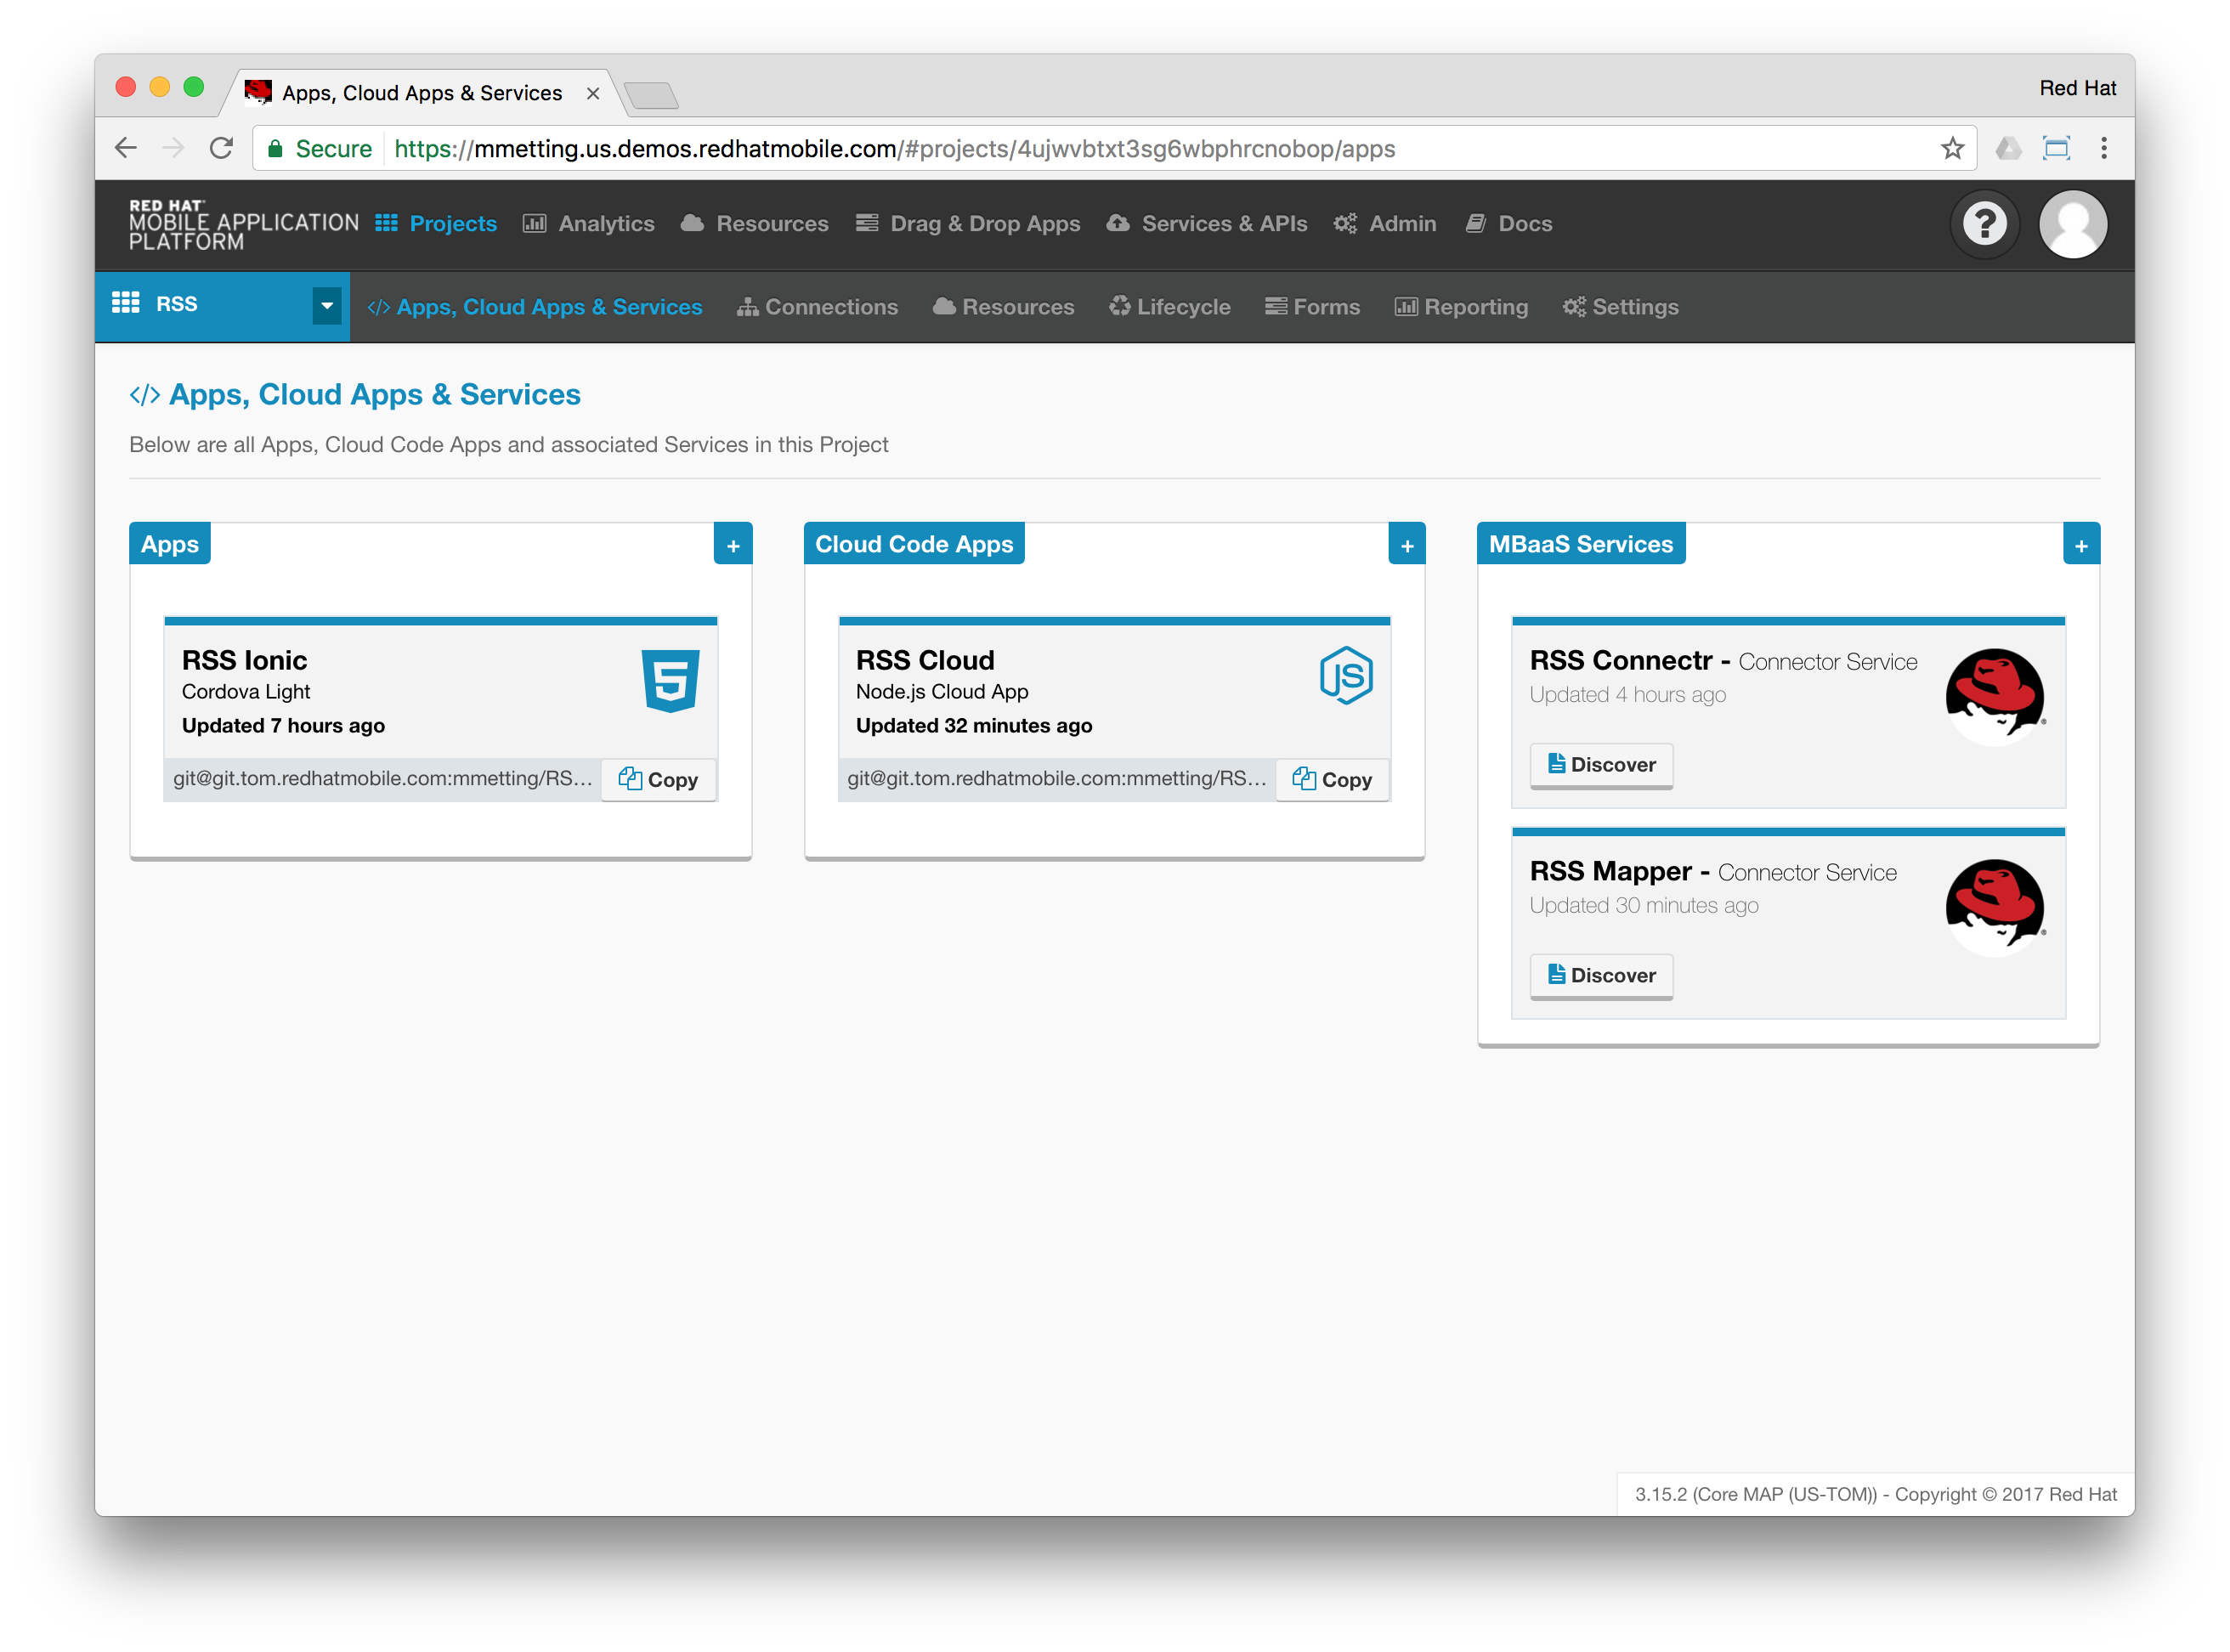 Apps, Cloud Apps & Services
Red Hat
Secure https://mmetting.us.demos.redhatmobile.com/#projects/4ujwvbtxt3sg6wbphrcnobop/apps
RED HAT
MOBILE APPLICATION
PLATFORM
Projects Analytics Resources Drag & Drop Apps Services & APIs Admin Docs
RSS </> Apps, Cloud Apps & Services Connections Resources Lifecycle Forms Reporting Settings
</> Apps, Cloud Apps & Services
Below are all Apps, Cloud Code Apps and associated Services in this Project
Apps +
RSS Ionic
Cordova Light
Updated 7 hours ago
git@git.tom.redhatmobile.com:mmetting/RS... Copy
Cloud Code Apps +
RSS Cloud
Node.js Cloud App
Updated 32 minutes ago
JS
git@git.tom.redhatmobile.com:mmetting/RS... Copy
MBaaS Services +
RSS Connectr - Connector Service
Updated 4 hours ago
Discover
RSS Mapper - Connector Service
Updated 30 minutes ago
Discover
3.15.2 (Core MAP (US-TOM)) - Copyright © 2017 Red Hat